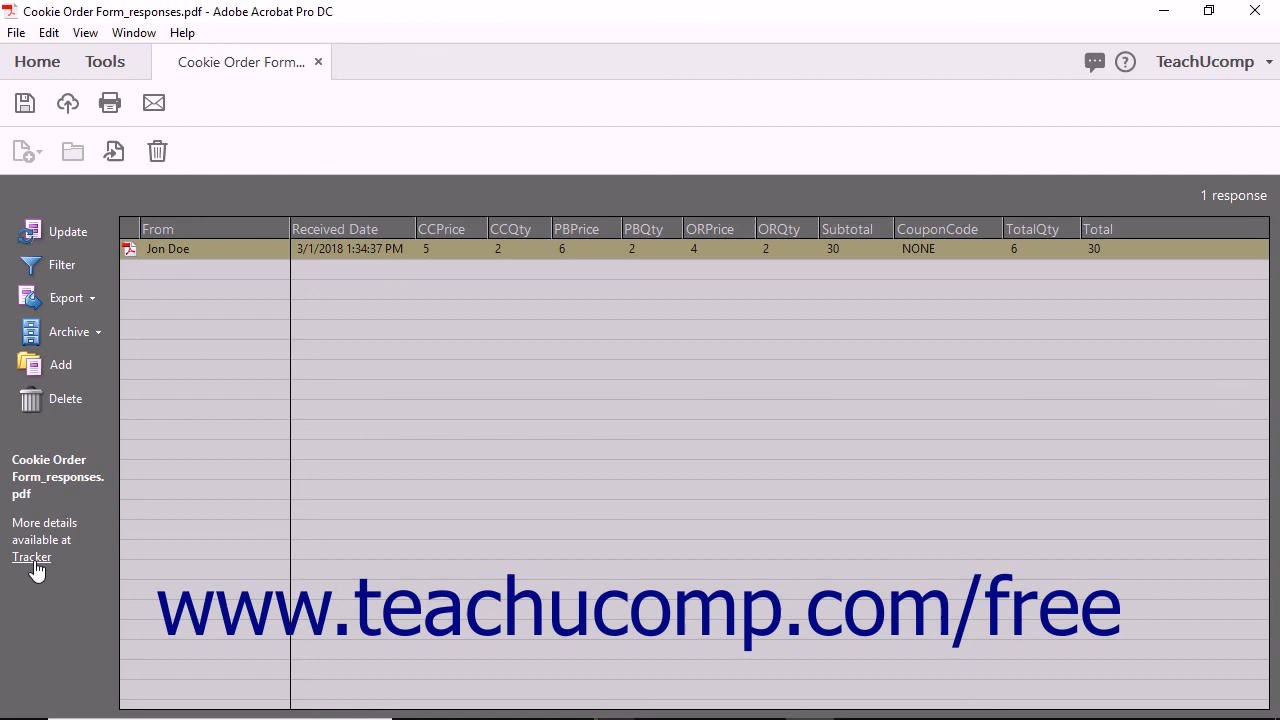 Cookie Order Form_responses.pdf - Adobe Acrobat Pro DC
File Edit View Window Help
Home Tools Cookie Order Form... × ? TeachUcomp
1 response
Update
Filter
Export
Archive
Add
Delete
Cookie Order
Form_responses.
pdf
More details
available at
Tracker
From Received Date CCPrice CCQty PBPrice PBQty ORPrice ORQty Subtotal CouponCode TotalQty Total
Jon Doe 3/1/2018 1:34:37 PM 5 2 6 2 4 2 30 NONE 6 30
www.teachucomp.com/free